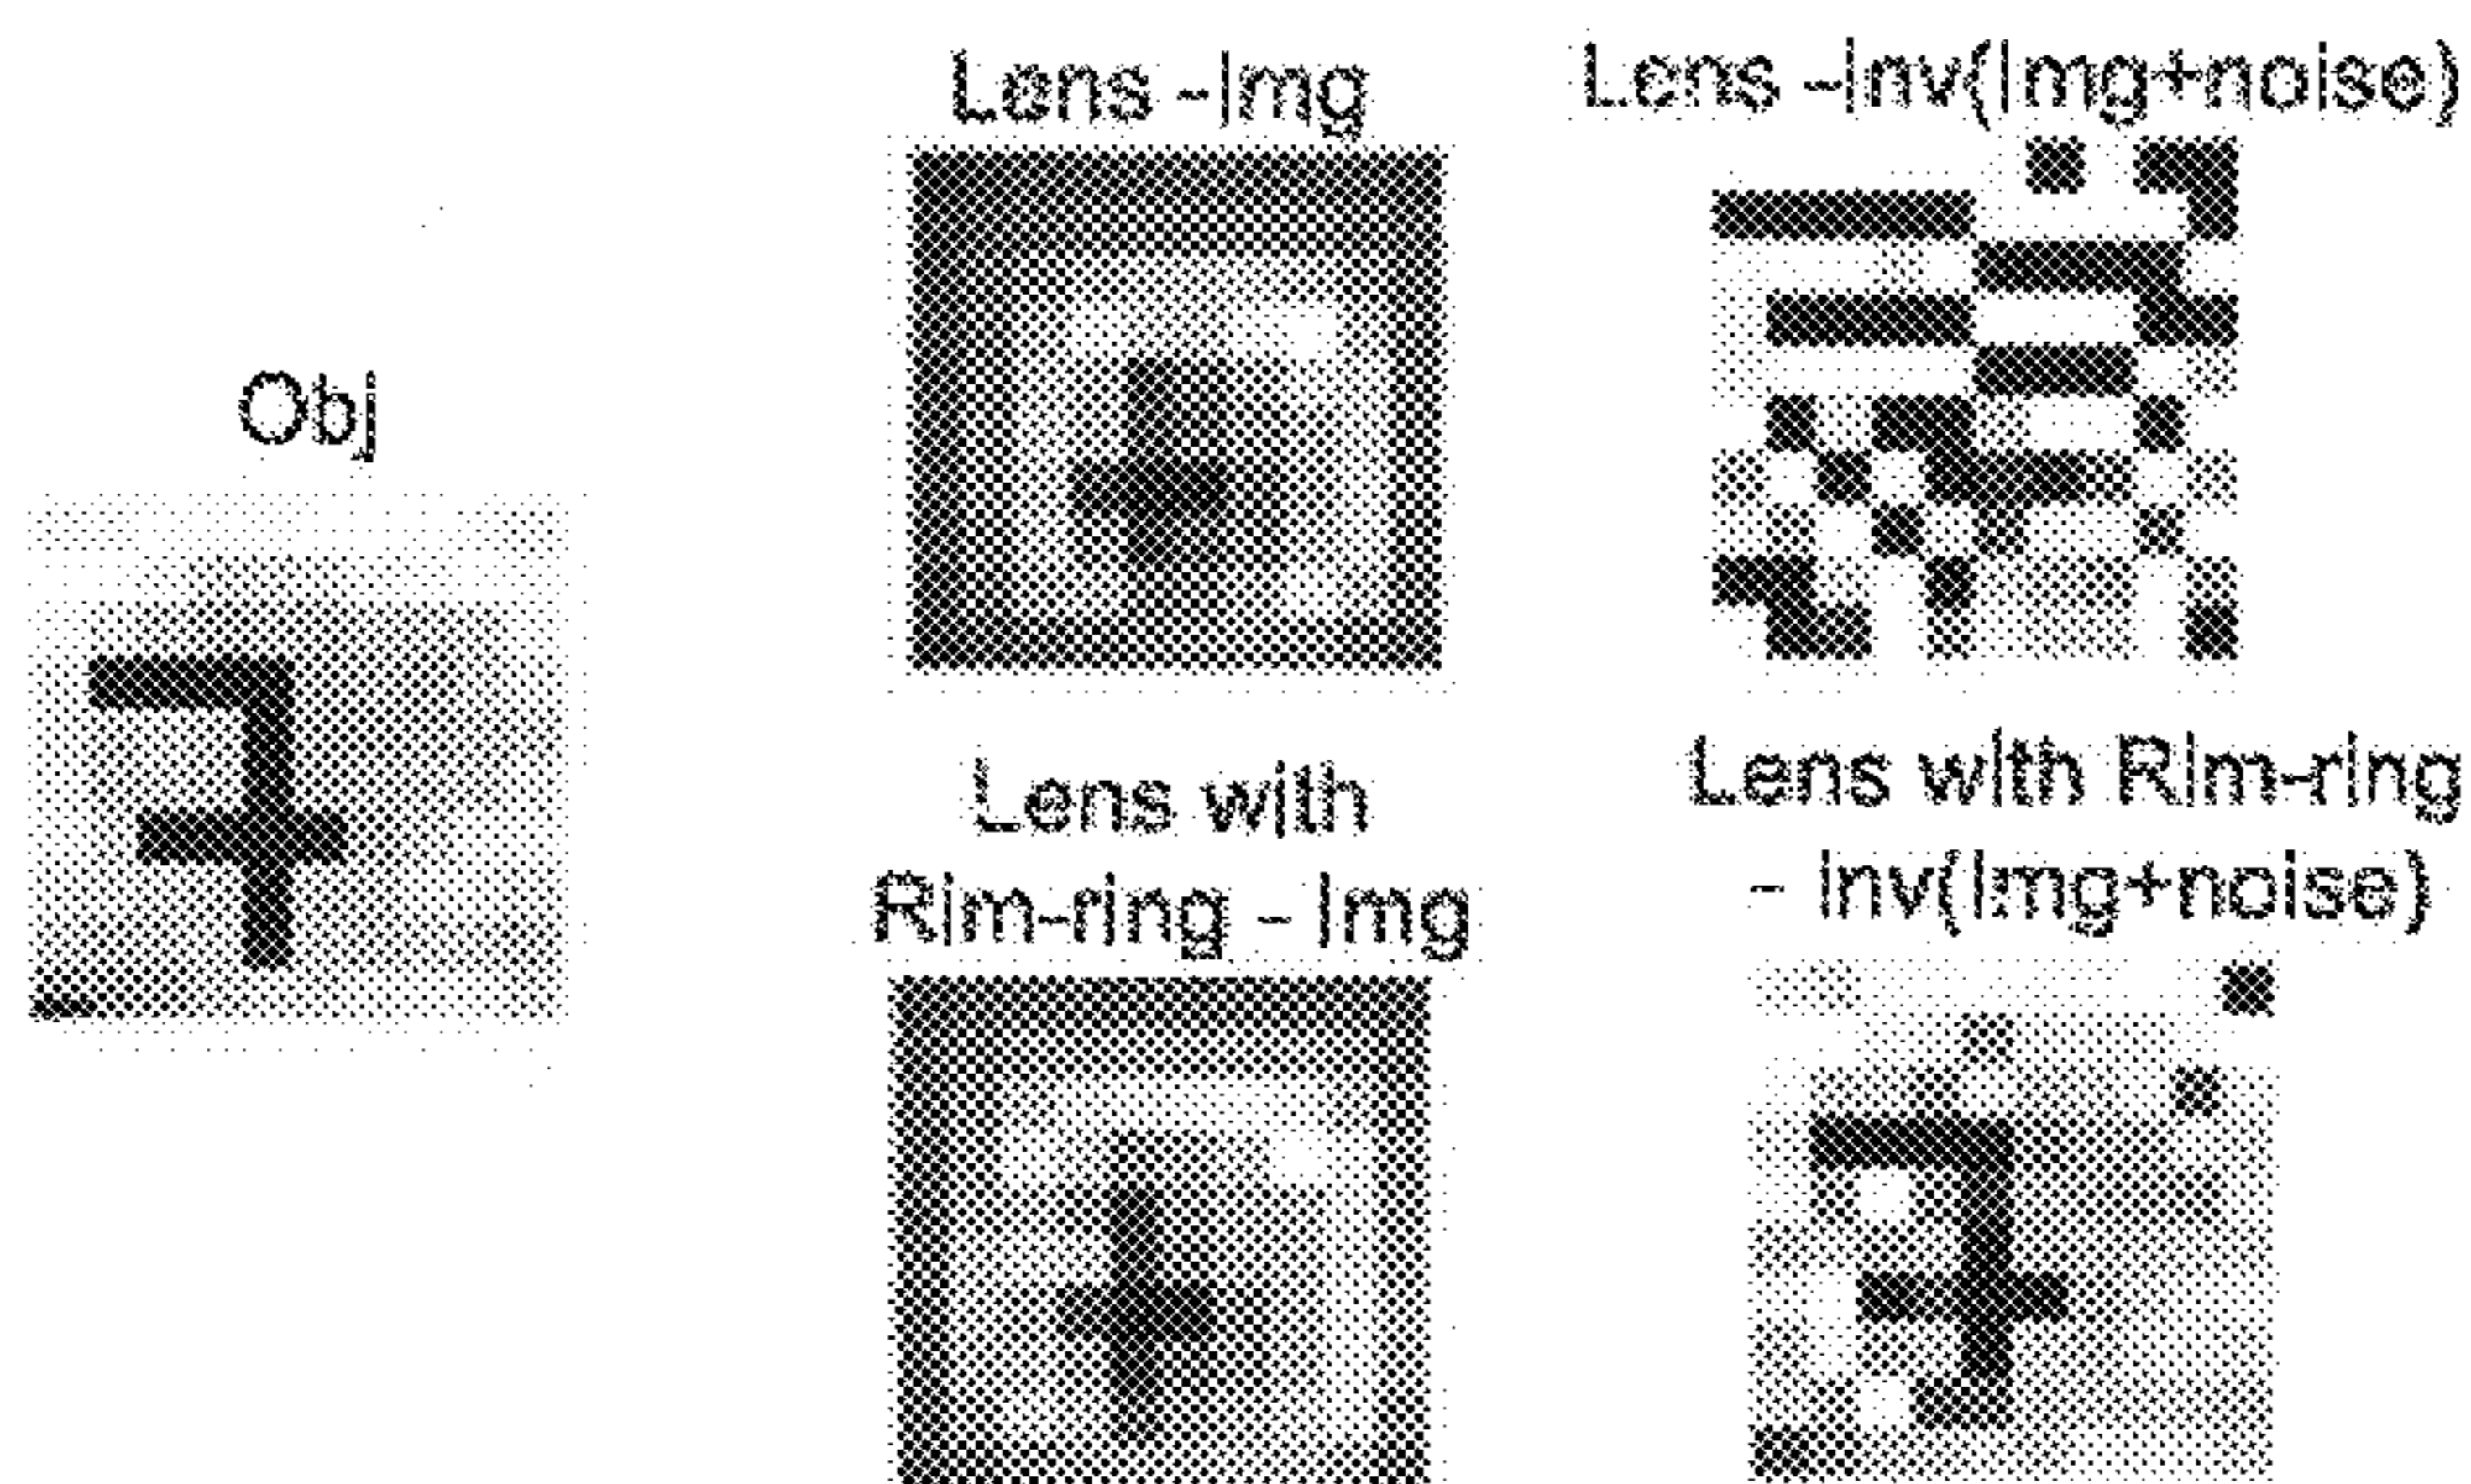 Obj
Lens -Img
Lens -Inv(Img+noise)
Lens with
Rim-ring - Img
Lens with Rim-ring
- Inv(Img+noise)